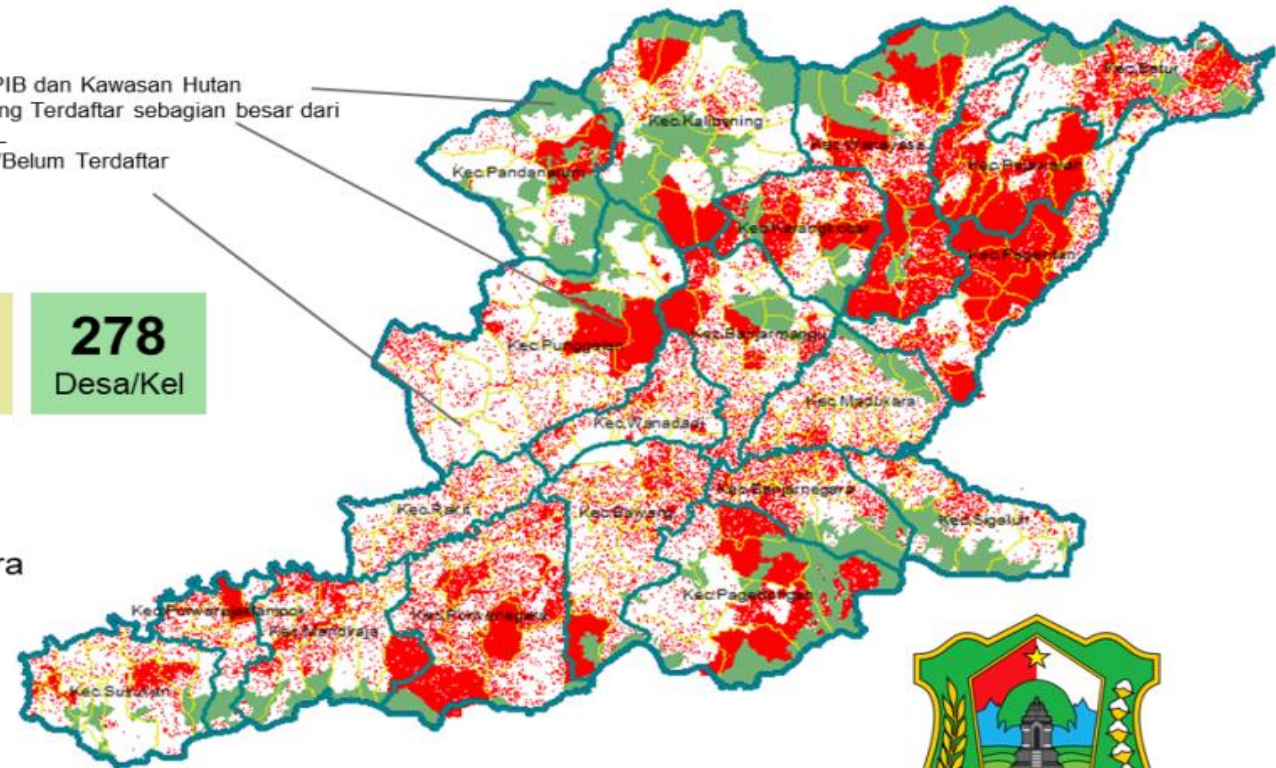 PIB dan Kawasan Hutan
ng Terdaftar sebagian besar dari
/Belum Terdaftar
278
Desa/Kel
ra
Kec.Batur
Kec.Kalibening
Kec.Wanayasa
Kec.Pejawaran
Kec.Pandanarum
Kec.Karangkobar
Kec.Pagentan
Kec.Banjarmangu
Kec.Punggelan
Kec.Madukara
Kec.Wanadadi
Kec.Banjarnegara
Kec.Rakit
Kec.Bawang
Kec.Sigaluh
Kec.Pagedongan
Kec.Purwareja Klampok
Kec.Purwanegara
Kec.Mandiraja
Kec.Susukan